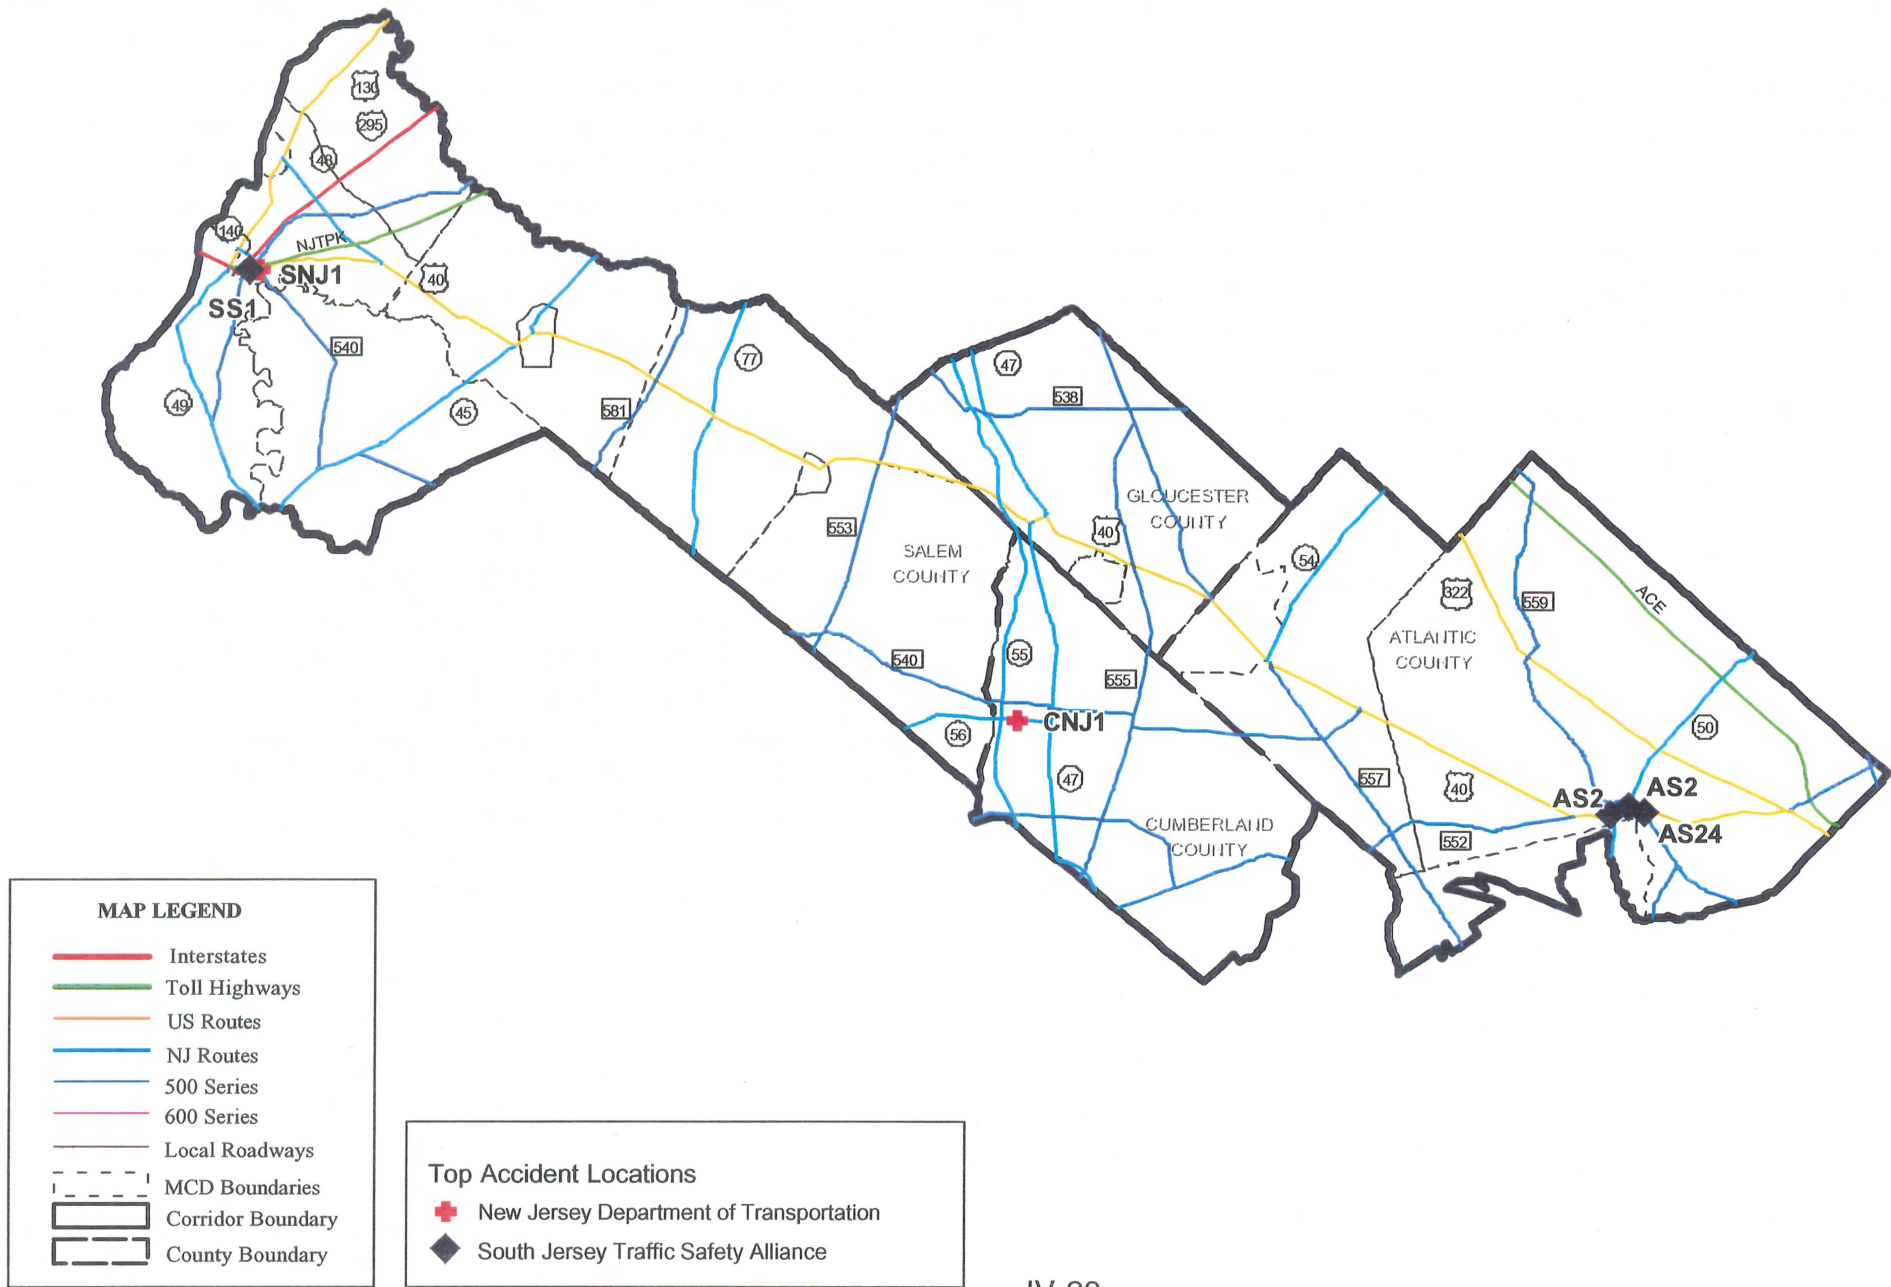 130
295
48
140
NJTPK
SNJ1
40
SS1
540
49
45
581
77
47
538
553
GLOUCESTER
COUNTY
40
SALEM
COUNTY
54
322
559
ACE
ATLANTIC
COUNTY
540
55
555
56
CNJ1
47
50
557
40
AS2
AS2
AS24
552
CUMBERLAND
COUNTY
MAP LEGEND
Interstates
Toll Highways
US Routes
NJ Routes
500 Series
600 Series
Local Roadways
MCD Boundaries
Corridor Boundary
County Boundary
Top Accident Locations
New Jersey Department of Transportation
South Jersey Traffic Safety Alliance